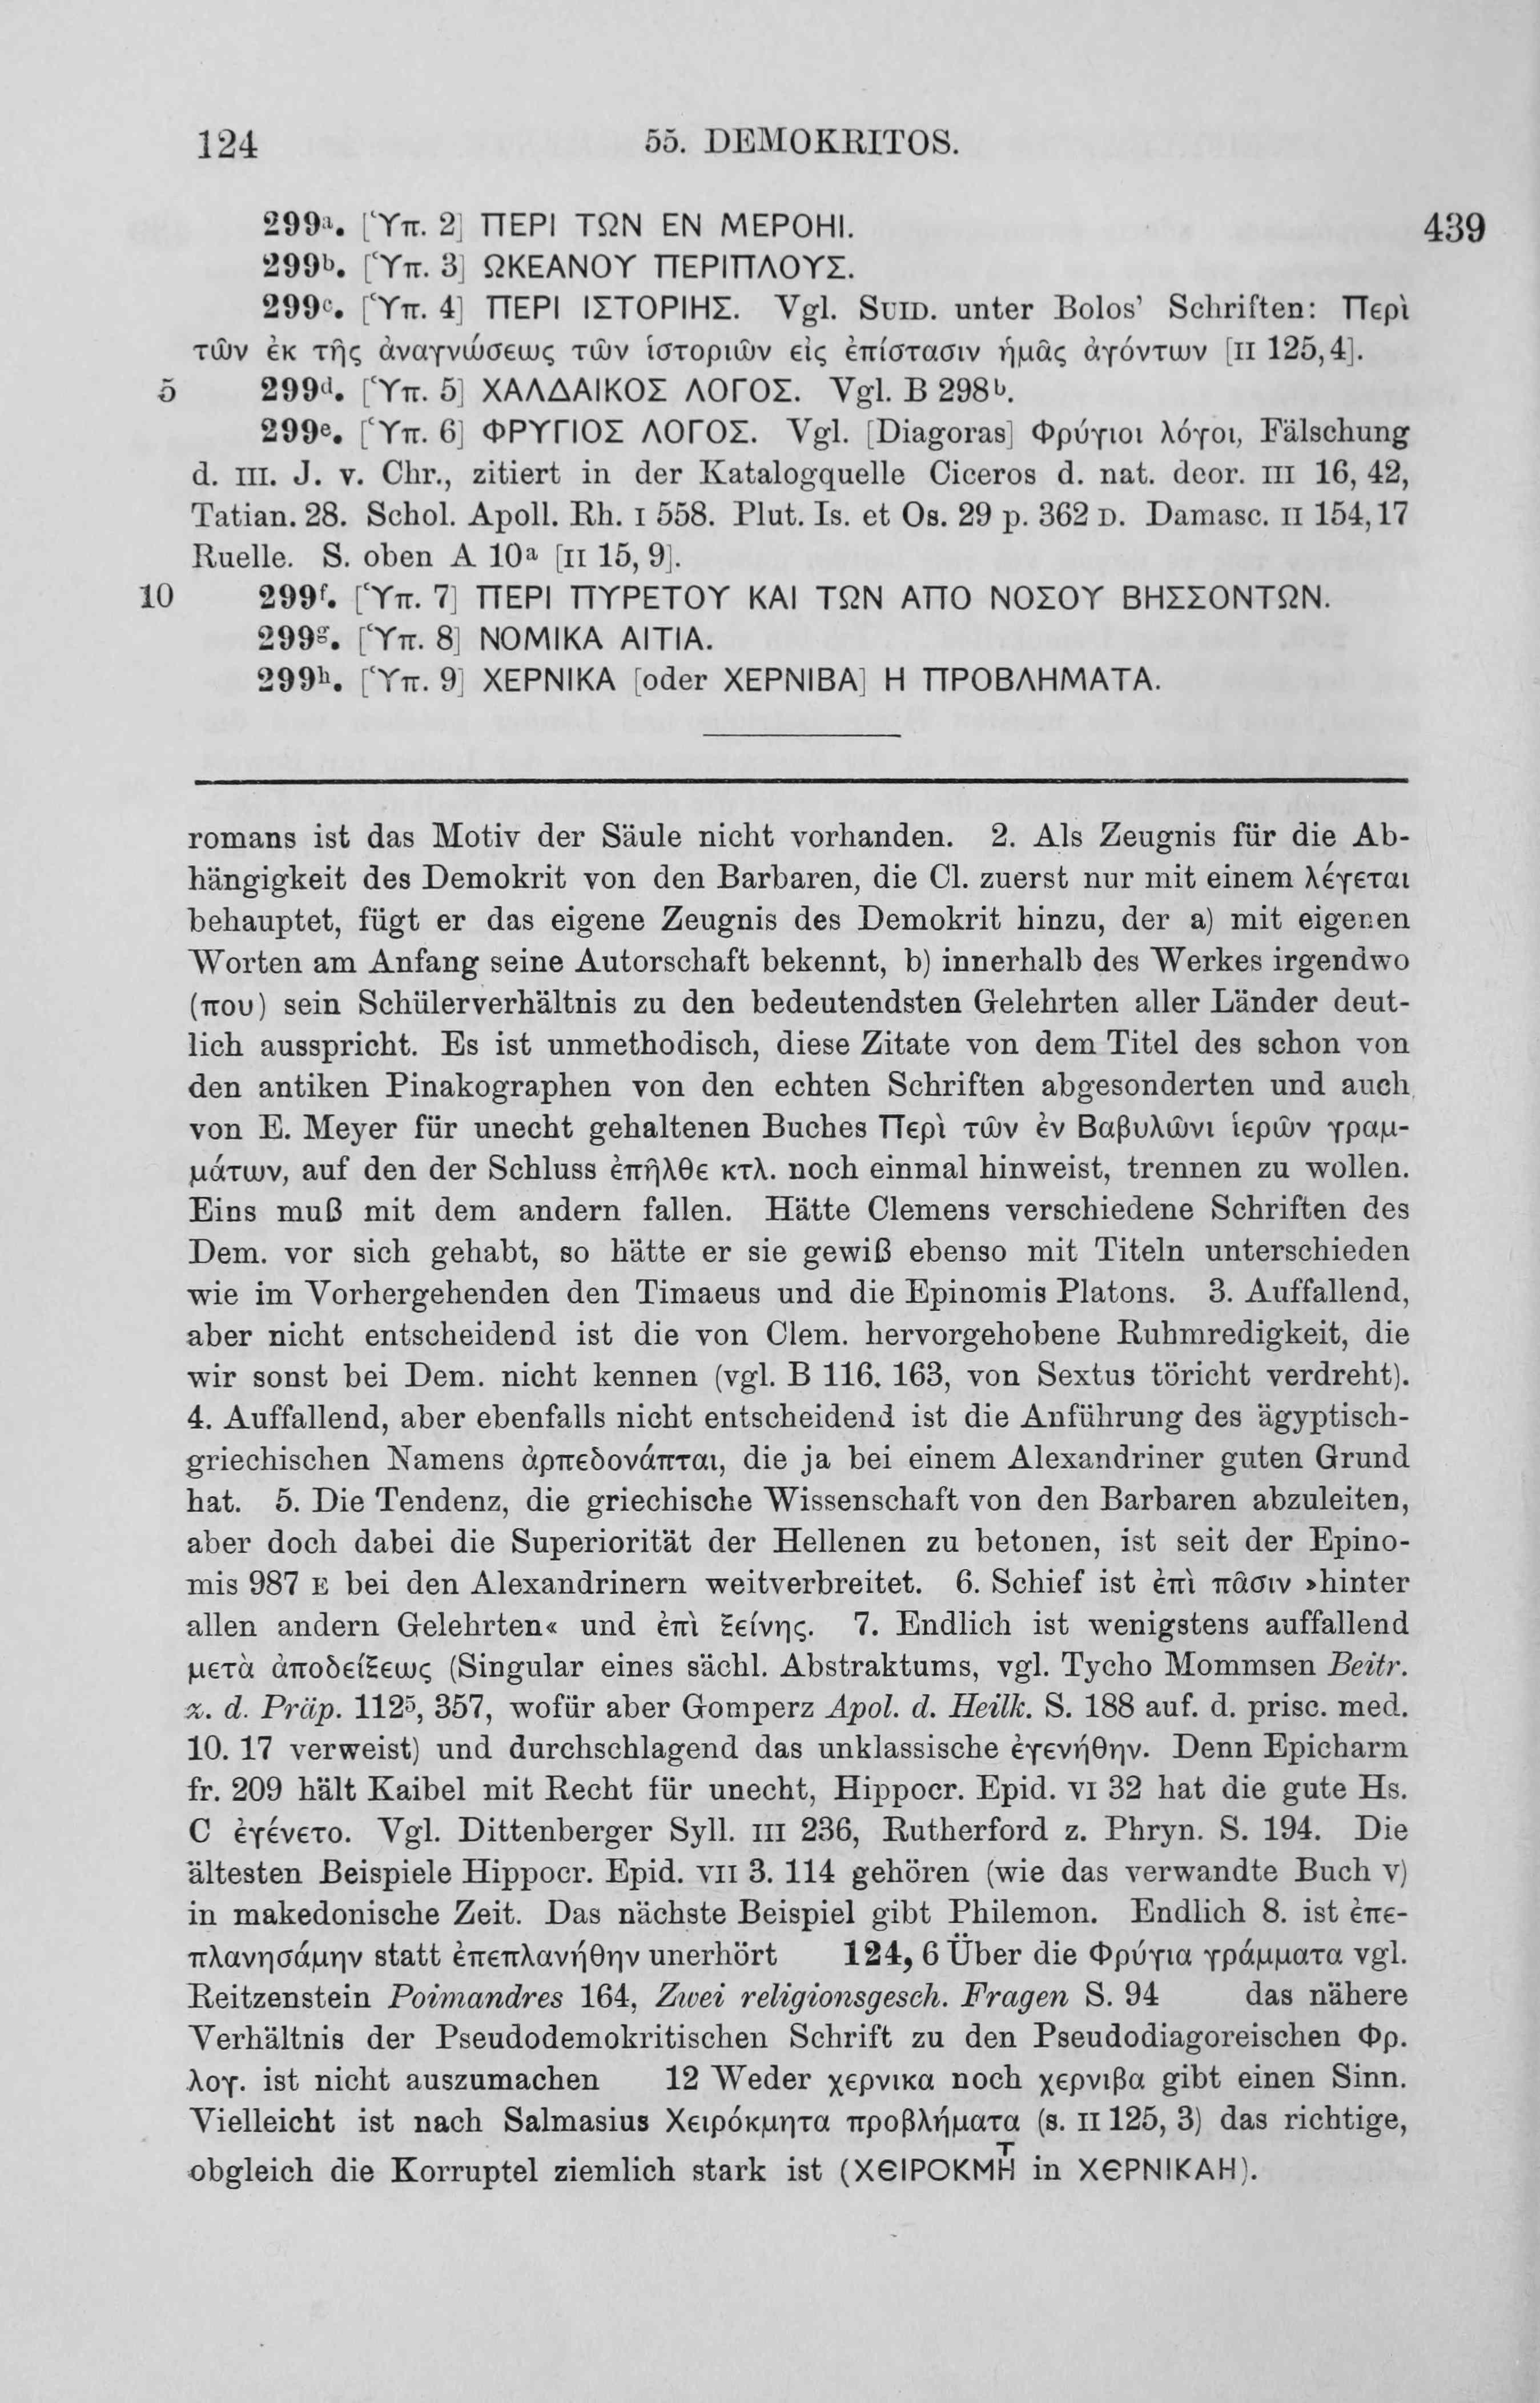 124 55. DEMOKRITOS.
299ᵃ. [Ὑπ. 2] ΠΕΡΙ ΤΩΝ ΕΝ ΜΕΡΟΗΙ. 439
299ᵇ. [Ὑπ. 3] ΩΚΕΑΝΟΥ ΠΕΡΙΠΛΟΥΣ.
299ᶜ. [Ὑπ. 4] ΠΕΡΙ ΙΣΤΟΡΙΗΣ. Vgl. SUID. unter Bolos' Schriften: Περὶ
τῶν ἐκ τῆς ἀναγνώσεως τῶν ἱστοριῶν εἰς ἐπίστασιν ἡμᾶς ἀγόντων [II 125,4].
5 299ᵈ. [Ὑπ. 5] ΧΑΛΔΑΙΚΟΣ ΛΟΓΟΣ. Vgl. B 298ᵇ.
299ᵉ. [Ὑπ. 6] ΦΡΥΓΙΟΣ ΛΟΓΟΣ. Vgl. [Diagoras] Φρύγιοι λόγοι, Fälschung
d. III. J. v. Chr., zitiert in der Katalogquelle Ciceros d. nat. deor. III 16, 42,
Tatian. 28. Schol. Apoll. Rh. I 558. Plut. Is. et Os. 29 p. 362 D. Damasc. II 154,17
Ruelle. S. oben A 10ᵃ [II 15, 9].
10 299ᶠ. [Ὑπ. 7] ΠΕΡΙ ΠΥΡΕΤΟΥ ΚΑΙ ΤΩΝ ΑΠΟ ΝΟΣΟΥ ΒΗΣΣΟΝΤΩΝ.
299ᵍ. [Ὑπ. 8] ΝΟΜΙΚΑ ΑΙΤΙΑ.
299ʰ. [Ὑπ. 9] ΧΕΡΝΙΚΑ [oder ΧΕΡΝΙΒΑ] Η ΠΡΟΒΛΗΜΑΤΑ.
romans ist das Motiv der Säule nicht vorhanden. 2. Als Zeugnis für die Ab-
hängigkeit des Demokrit von den Barbaren, die Cl. zuerst nur mit einem λέγεται
behauptet, fügt er das eigene Zeugnis des Demokrit hinzu, der a) mit eigenen
Worten am Anfang seine Autorschaft bekennt, b) innerhalb des Werkes irgendwo
(που) sein Schülerverhältnis zu den bedeutendsten Gelehrten aller Länder deut-
lich ausspricht. Es ist unmethodisch, diese Zitate von dem Titel des schon von
den antiken Pinakographen von den echten Schriften abgesonderten und auch
von E. Meyer für unecht gehaltenen Buches Περὶ τῶν ἐν Βαβυλῶνι ἱερῶν γραμ-
μάτων, auf den der Schluss ἐπῆλθε κτλ. noch einmal hinweist, trennen zu wollen.
Eins muß mit dem andern fallen. Hätte Clemens verschiedene Schriften des
Dem. vor sich gehabt, so hätte er sie gewiß ebenso mit Titeln unterschieden
wie im Vorhergehenden den Timaeus und die Epinomis Platons. 3. Auffallend,
aber nicht entscheidend ist die von Clem. hervorgehobene Ruhmredigkeit, die
wir sonst bei Dem. nicht kennen (vgl. B 116. 163, von Sextus töricht verdreht).
4. Auffallend, aber ebenfalls nicht entscheidend ist die Anführung des ägyptisch-
griechischen Namens ἁρπεδονάπται, die ja bei einem Alexandriner guten Grund
hat. 5. Die Tendenz, die griechische Wissenschaft von den Barbaren abzuleiten,
aber doch dabei die Superiorität der Hellenen zu betonen, ist seit der Epino-
mis 987 E bei den Alexandrinern weitverbreitet. 6. Schief ist ἐπὶ πᾶσιν »hinter
allen andern Gelehrten« und ἐπὶ ξείνης. 7. Endlich ist wenigstens auffallend
μετὰ ἀποδείξεως (Singular eines sächl. Abstraktums, vgl. Tycho Mommsen Beitr.
z. d. Präp. 112⁵, 357, wofür aber Gomperz Apol. d. Heilk. S. 188 auf. d. prisc. med.
10. 17 verweist) und durchschlagend das unklassische ἐγενήθην. Denn Epicharm
fr. 209 hält Kaibel mit Recht für unecht, Hippocr. Epid. VI 32 hat die gute Hs.
C ἐγένετο. Vgl. Dittenberger Syll. III 236, Rutherford z. Phryn. S. 194. Die
ältesten Beispiele Hippocr. Epid. VII 3. 114 gehören (wie das verwandte Buch V)
in makedonische Zeit. Das nächste Beispiel gibt Philemon. Endlich 8. ist ἐπε-
πλανησάμην statt ἐπεπλανήθην unerhört 124, 6 Über die Φρύγια γράμματα vgl.
Reitzenstein Poimandres 164, Zwei religionsgesch. Fragen S. 94 das nähere
Verhältnis der Pseudodemokritischen Schrift zu den Pseudodiagoreischen Φρ.
λογ. ist nicht auszumachen 12 Weder χερνικα noch χερνιβα gibt einen Sinn.
Vielleicht ist nach Salmasius Χειρόκμητα προβλήματα (s. II 125, 3) das richtige,
obgleich die Korruptel ziemlich stark ist (ΧЄΙΡΟΚΜΗᵀ in ΧЄΡΝΙΚΑΗ).